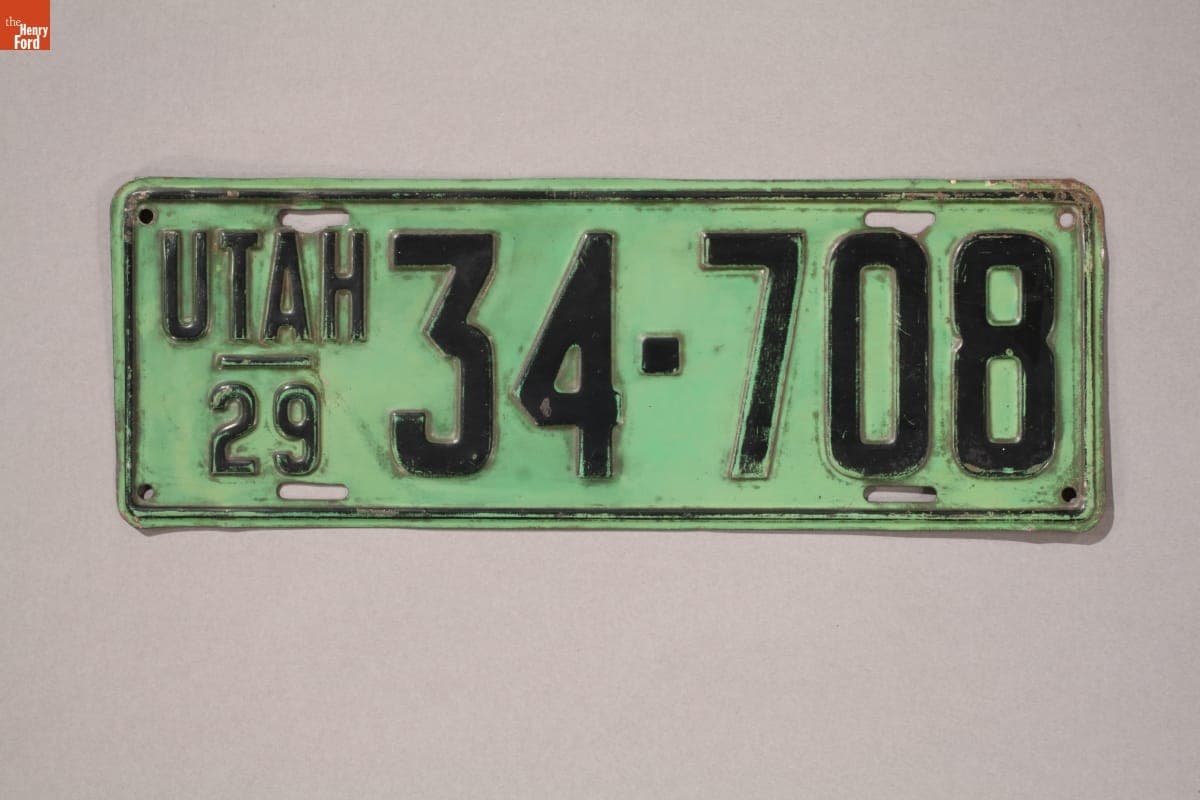 the
Henry
Ford
UTAH
29
34·708